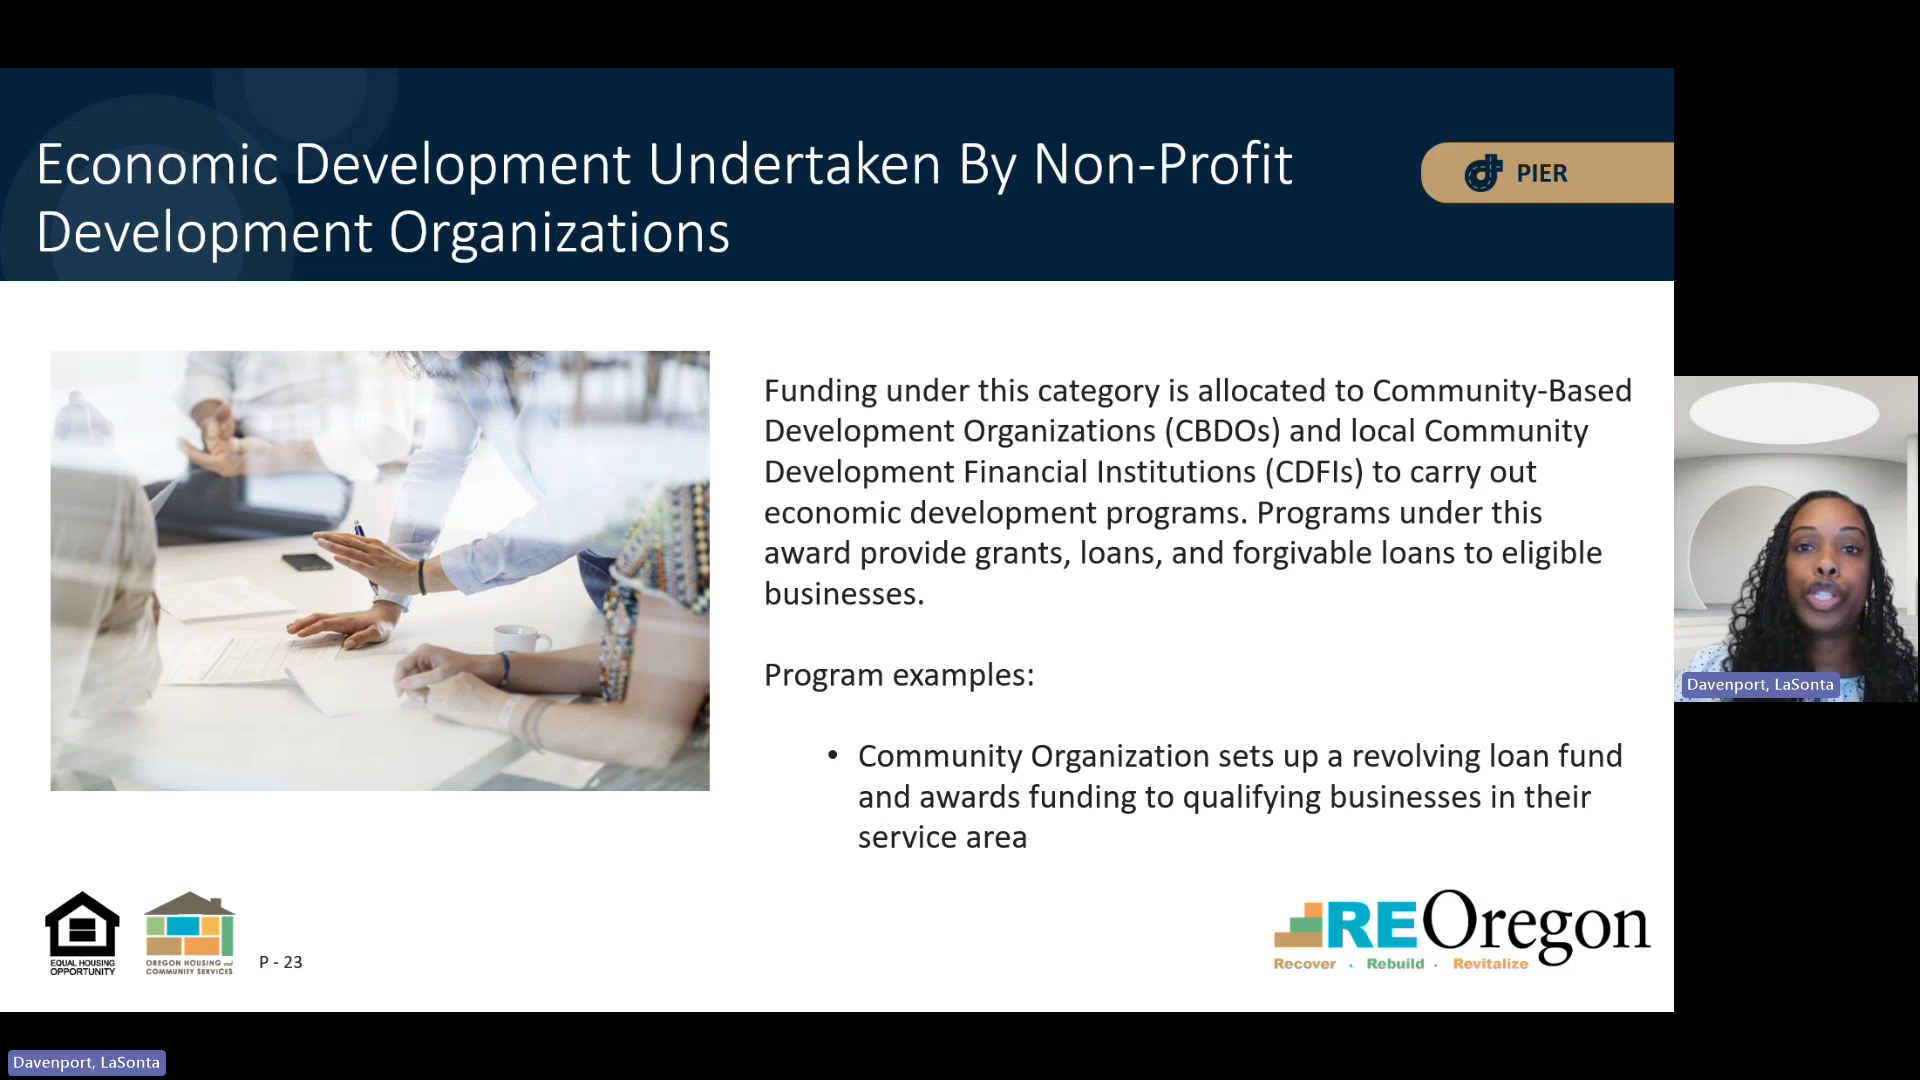 Economic Development Undertaken By Non-Profit
Development Organizations
PIER
Funding under this category is allocated to Community-Based
Development Organizations (CBDOs) and local Community
Development Financial Institutions (CDFIs) to carry out
economic development programs. Programs under this
award provide grants, loans, and forgivable loans to eligible
businesses.
Program examples:
• Community Organization sets up a revolving loan fund
and awards funding to qualifying businesses in their
service area
Davenport, LaSonta
EQUAL HOUSING
OPPORTUNITY
OREGON HOUSING and
COMMUNITY SERVICES
P - 23
REOregon
Recover . Rebuild . Revitalize
Davenport, LaSonta